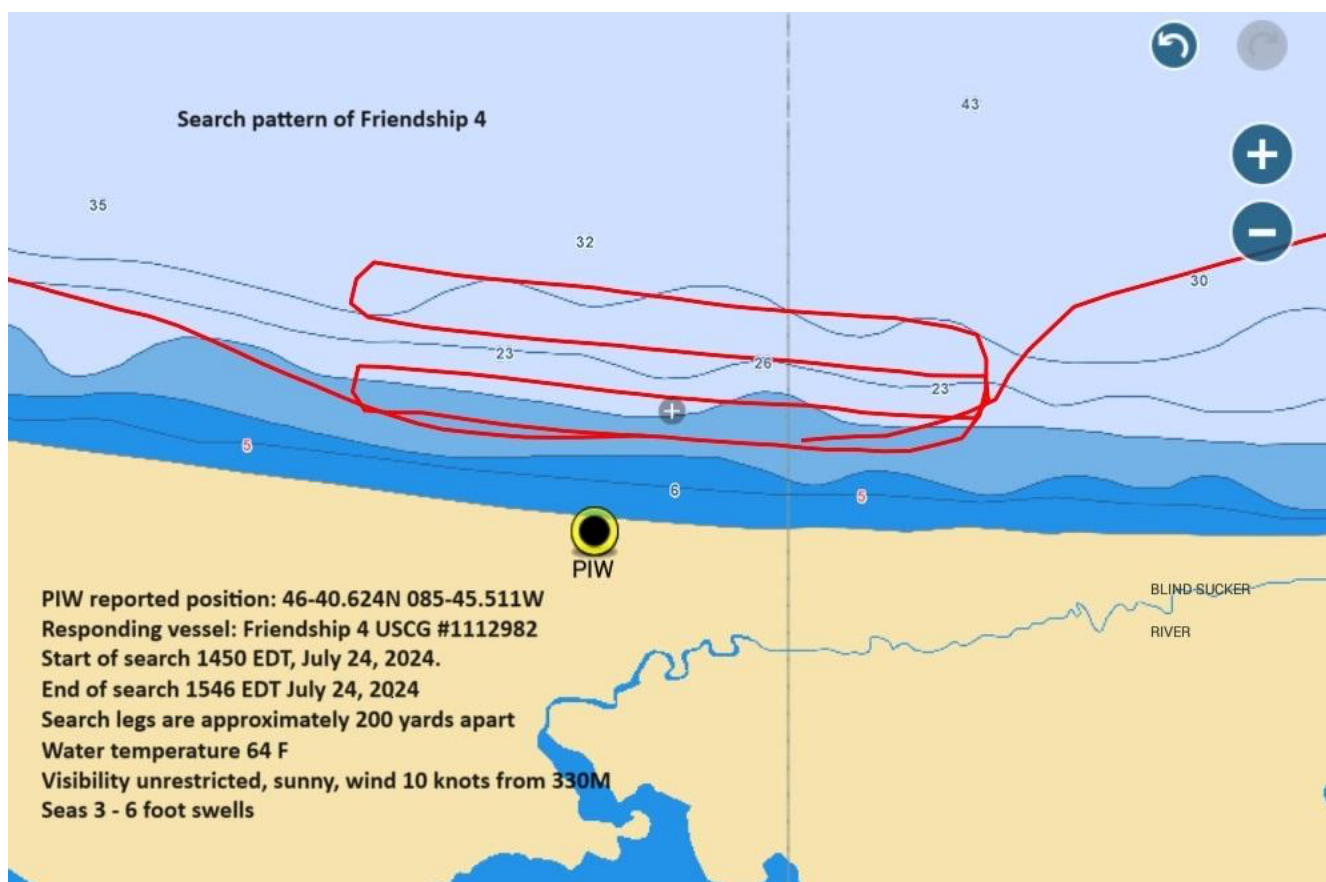 Search pattern of Friendship 4
43
35
32
30
23
26
23
5
6
5
PIW
BLIND SUCKER
RIVER
PIW reported position: 46-40.624N 085-45.511W
Responding vessel: Friendship 4 USCG #1112982
Start of search 1450 EDT, July 24, 2024.
End of search 1546 EDT July 24, 2024
Search legs are approximately 200 yards apart
Water temperature 64 F
Visibility unrestricted, sunny, wind 10 knots from 330M
Seas 3 - 6 foot swells